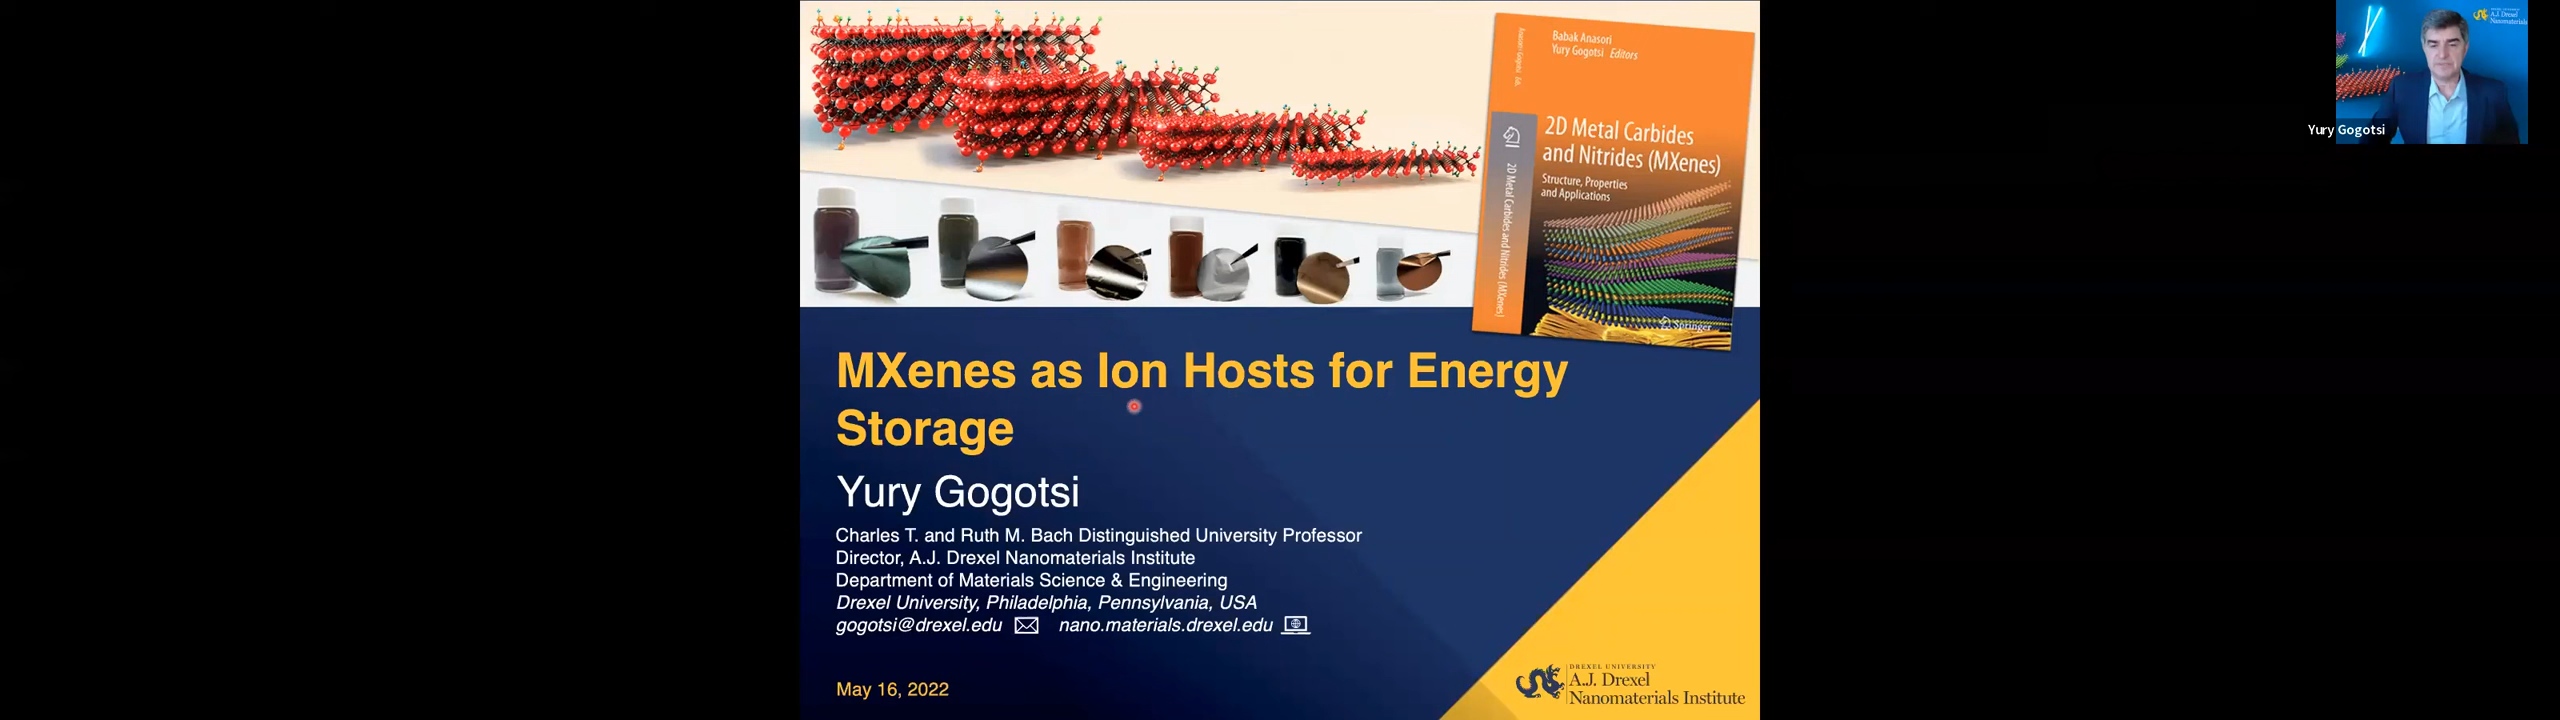 Babak Anasori
Yury Gogotsi Editors
2D Metal Carbides
and Nitrides (MXenes)
Structure, Properties
and Applications
Springer
2D Metal Carbides and Nitrides (MXenes)
MXenes as Ion Hosts for Energy
Storage
Yury Gogotsi
Charles T. and Ruth M. Bach Distinguished University Professor
Director, A.J. Drexel Nanomaterials Institute
Department of Materials Science & Engineering
Drexel University, Philadelphia, Pennsylvania, USA
gogotsi@drexel.edu nano.materials.drexel.edu
May 16, 2022
DREXEL UNIVERSITY
A.J. Drexel
Nanomaterials Institute
A.J. Drexel
Nanomaterials
Yury Gogotsi